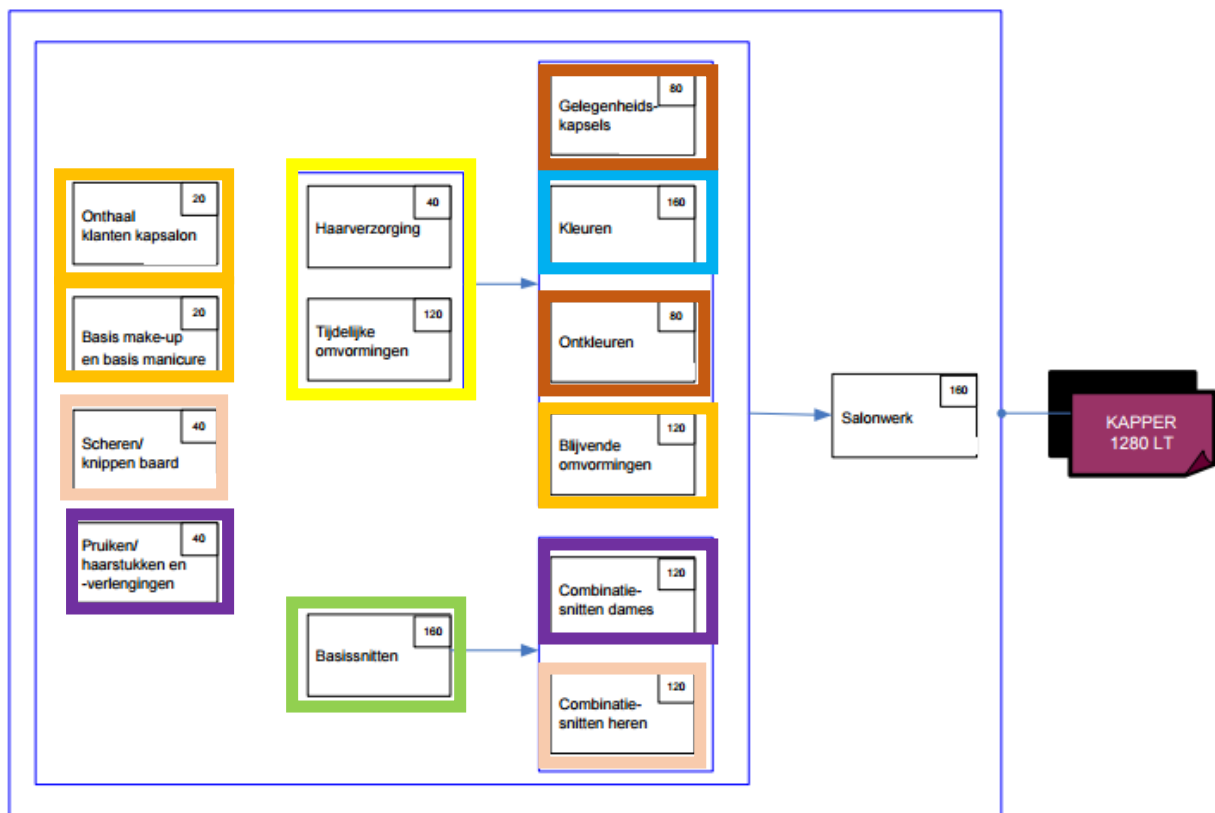 20
Onthaal
klanten kapsalon
20
Basis make-up
en basis manicure
40
Scheren/
knippen baard
40
Pruiken/
haarstukken en
-verlengingen
40
Haarverzorging
120
Tijdelijke
omvormingen
160
Basissnitten
80
Gelegenheids-
kapsels
160
Kleuren
80
Ontkleuren
120
Blijvende
omvormingen
120
Combinatie-
snitten dames
120
Combinatie-
snitten heren
160
Salonwerk
KAPPER
1280 LT